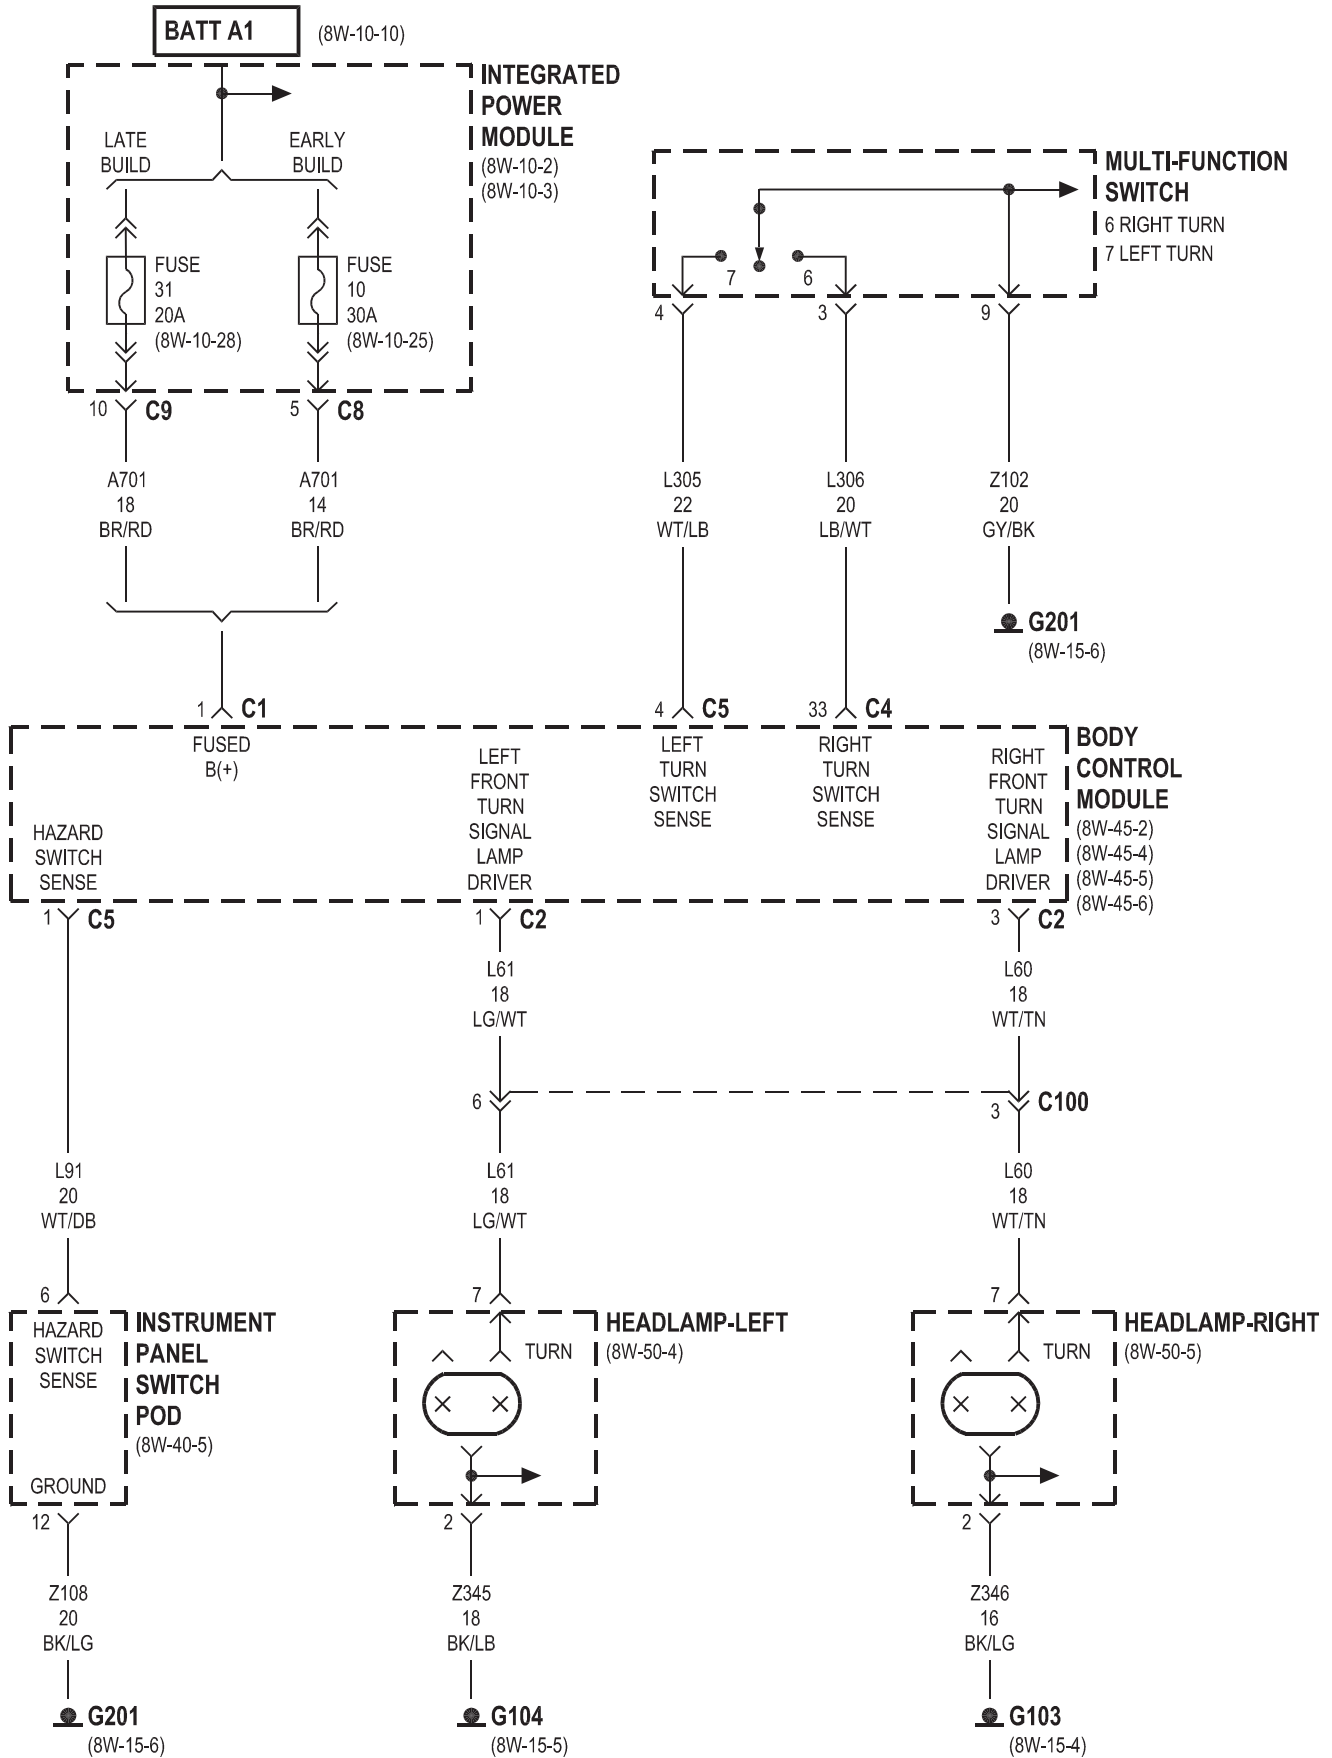 BATT A1
(8W-10-10)
INTEGRATED
POWER
MODULE
(8W-10-2)
(8W-10-3)
LATE
BUILD
EARLY
BUILD
FUSE
31
20A
(8W-10-28)
FUSE
10
30A
(8W-10-25)
10 C9
5 C8
A701
18
BR/RD
A701
14
BR/RD
MULTI-FUNCTION
SWITCH
6 RIGHT TURN
7 LEFT TURN
7
6
4
3
9
L305
22
WT/LB
L306
20
LB/WT
Z102
20
GY/BK
G201
(8W-15-6)
1 C1
4 C5
33 C4
FUSED
B(+)
LEFT
FRONT
TURN
SIGNAL
LAMP
DRIVER
LEFT
TURN
SWITCH
SENSE
RIGHT
TURN
SWITCH
SENSE
RIGHT
FRONT
TURN
SIGNAL
LAMP
DRIVER
HAZARD
SWITCH
SENSE
BODY
CONTROL
MODULE
(8W-45-2)
(8W-45-4)
(8W-45-5)
(8W-45-6)
1 C5
1 C2
3 C2
L61
18
LG/WT
L60
18
WT/TN
6
3 C100
L91
20
WT/DB
L61
18
LG/WT
L60
18
WT/TN
6
7
7
HAZARD
SWITCH
SENSE
GROUND
INSTRUMENT
PANEL
SWITCH
POD
(8W-40-5)
TURN
HEADLAMP-LEFT
(8W-50-4)
TURN
HEADLAMP-RIGHT
(8W-50-5)
12
2
2
Z108
20
BK/LG
Z345
18
BK/LB
Z346
16
BK/LG
G201
(8W-15-6)
G104
(8W-15-5)
G103
(8W-15-4)